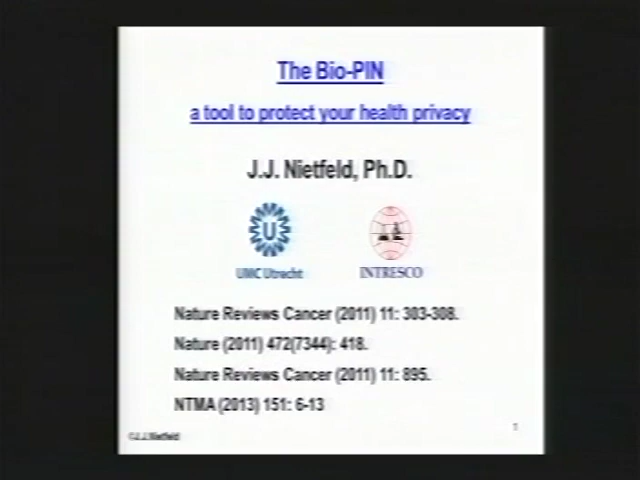 The Bio-PIN
a tool to protect your health privacy
J.J. Nietfeld, Ph.D.
U
UMC Utrecht
INTRESCO
Nature Reviews Cancer (2011) 11: 303-308.
Nature (2011) 472(7344): 418.
Nature Reviews Cancer (2011) 11: 895.
NTMA (2013) 151: 6-13
©J.J.Nietfeld
1